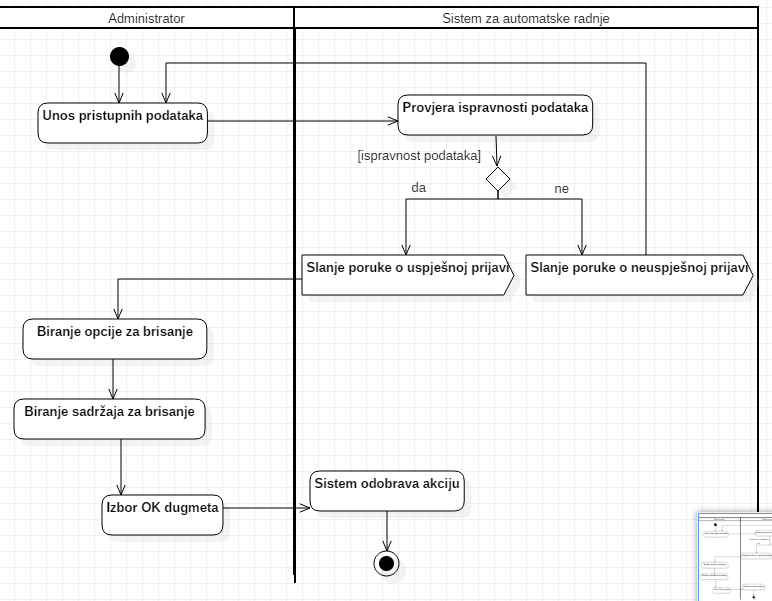 Administrator
Sistem za automatske radnje
Unos pristupnih podataka
Provjera ispravnosti podataka
[ispravnost podataka]
da
ne
Slanje poruke o uspješnoj prijavi
Slanje poruke o neuspješnoj prijavi
Biranje opcije za brisanje
Biranje sadržaja za brisanje
Izbor OK dugmeta
Sistem odobrava akciju